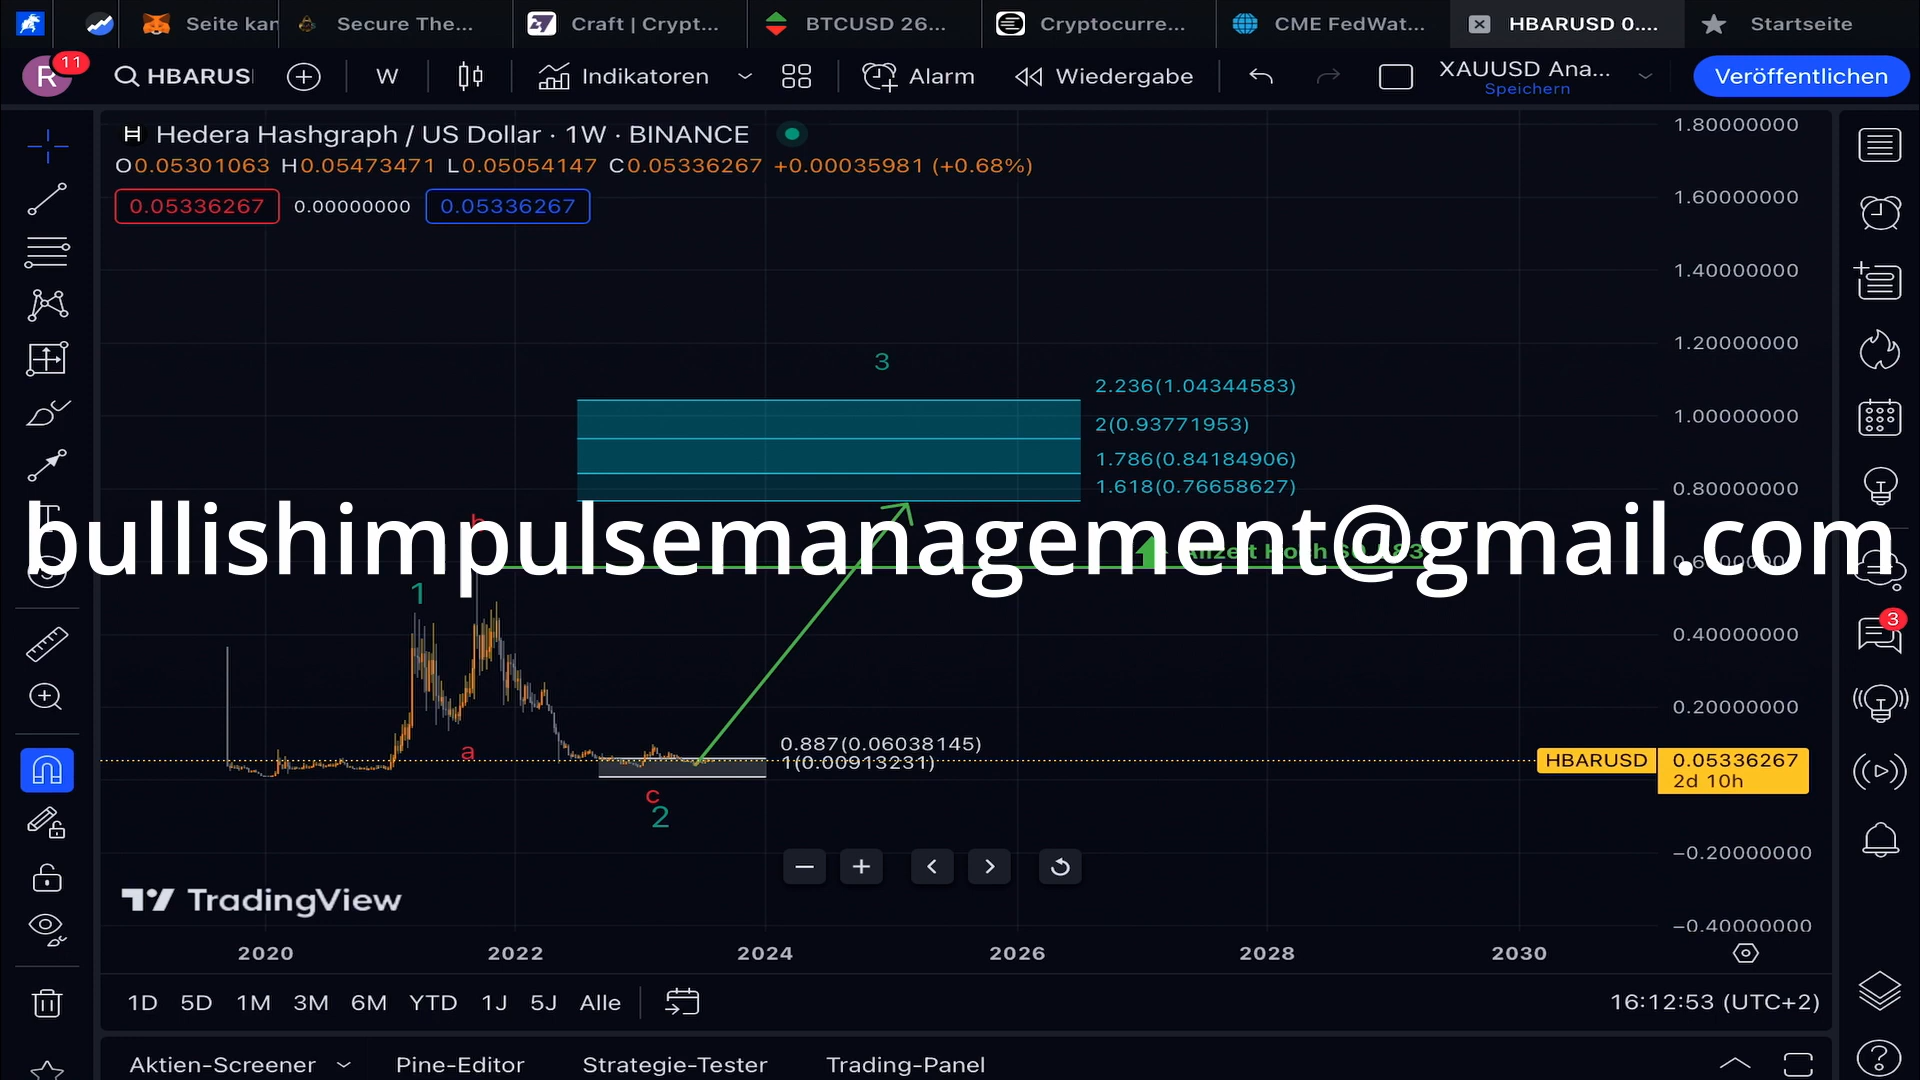 Seite kan
Secure The...
Craft | Crypt...
BTCUSD 26...
Cryptocurre...
CME FedWat...
HBARUSD 0....
Startseite
R
11
HBARUS
W
Indikatoren
Alarm
Wiedergabe
XAUUSD Ana...
Speichern
Veröffentlichen
Hedera Hashgraph / US Dollar · 1W · BINANCE
O0.05301063 H0.05473471 L0.05054147 C0.05336267 +0.00035981 (+0.68%)
0.05336267 0.00000000 0.05336267
1.80000000
1.60000000
1.40000000
1.20000000
1.00000000
0.80000000
0.40000000
0.20000000
−0.20000000
−0.40000000
3
2.236(1.04344583)
2(0.93771953)
1.786(0.84184906)
1.618(0.76658627)
bullishimpulsemanagement@gmail.com
1
a
0.887(0.06038145)
1(0.00913231)
c
2
HBARUSD 0.05336267
2d 10h
3
TradingView
2020 2022 2024 2026 2028 2030
1D 5D 1M 3M 6M YTD 1J 5J Alle
16:12:53 (UTC+2)
Aktien-Screener Pine-Editor Strategie-Tester Trading-Panel